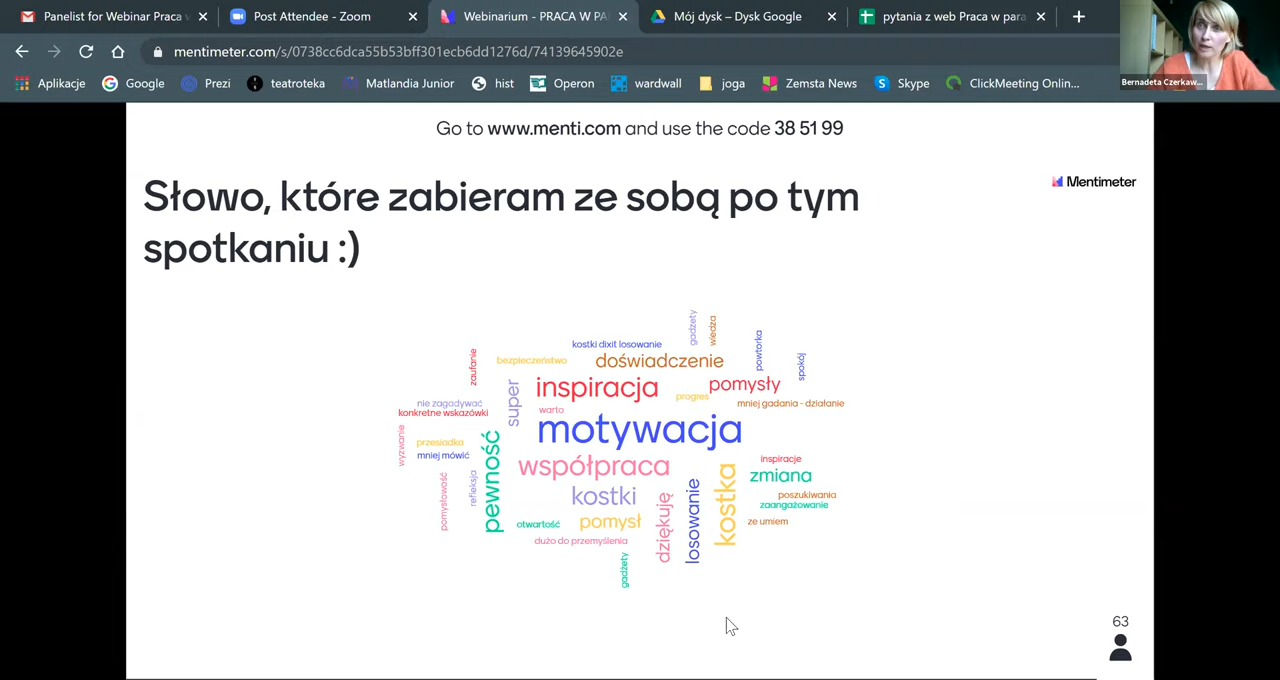 Panelist for Webinar Praca w
Post Attendee - Zoom
Webinarium - PRACA W PA
Mój dysk – Dysk Google
pytania z web Praca w para
mentimeter.com/s/0738cc6dca55b53bff301ecb6dd1276d/74139645902e
Aplikacje
Google
Prezi
teatroteka
Matlandia Junior
hist
Operon
wardwall
joga
Zemsta News
Skype
ClickMeeting Onlin...
Bernadeta Czerkaw...
Go to www.menti.com and use the code 38 51 99
Mentimeter
Słowo, które zabieram ze sobą po tym
spotkaniu :)
gadżety
wiedza
kostki dixit losowanie
powtorka
zaufanie
bezpieczeństwo
doświadczenie
spokój
super
inspiracja
pomysły
progres
nie zagadywać
mniej gadania - działanie
konkretne wskazówki
warto
motywacja
wyzwanie
przesiadka
mniej mówić
pewność
współpraca
inspiracje
zmiana
pomysłowość
refleksja
kostki
kostka
poszukiwania
zaangażowanie
dziękuję
losowanie
otwartość
pomysł
ze umiem
dużo do przemyślenia
gadżety
63